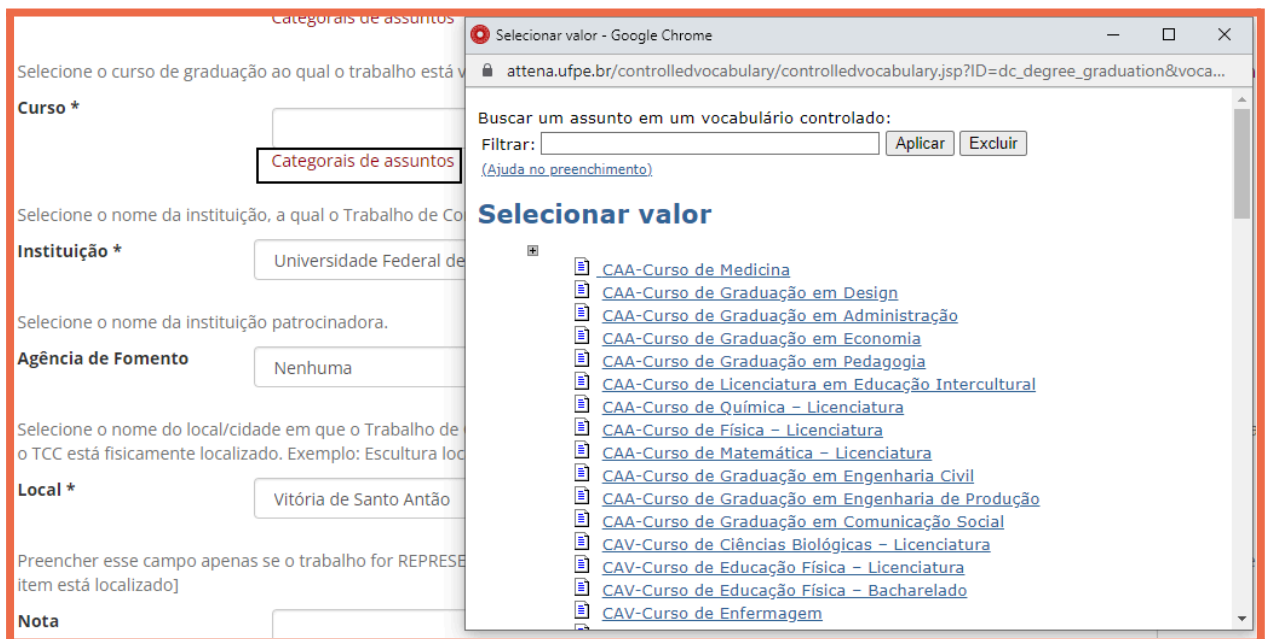 Categorais de assuntos
Selecione o curso de graduação ao qual o trabalho está v
Curso *
Categorais de assuntos
Selecione o nome da instituição, a qual o Trabalho de Co
Instituição *
Universidade Federal de
Selecione o nome da instituição patrocinadora.
Agência de Fomento
Nenhuma
Selecione o nome do local/cidade em que o Trabalho de
o TCC está fisicamente localizado. Exemplo: Escultura loc
Local *
Vitória de Santo Antão
Preencher esse campo apenas se o trabalho for REPRESE
item está localizado]
Nota
Selecionar valor - Google Chrome
attena.ufpe.br/controlledvocabulary/controlledvocabulary.jsp?ID=dc_degree_graduation&voca...
Buscar um assunto em um vocabulário controlado:
Filtrar: Aplicar Excluir
(Ajuda no preenchimento)
Selecionar valor
CAA-Curso de Medicina
CAA-Curso de Graduação em Design
CAA-Curso de Graduação em Administração
CAA-Curso de Graduação em Economia
CAA-Curso de Graduação em Pedagogia
CAA-Curso de Licenciatura em Educação Intercultural
CAA-Curso de Química – Licenciatura
CAA-Curso de Física – Licenciatura
CAA-Curso de Matemática – Licenciatura
CAA-Curso de Graduação em Engenharia Civil
CAA-Curso de Graduação em Engenharia de Produção
CAA-Curso de Graduação em Comunicação Social
CAV-Curso de Ciências Biológicas – Licenciatura
CAV-Curso de Educação Física – Licenciatura
CAV-Curso de Educação Física – Bacharelado
CAV-Curso de Enfermagem